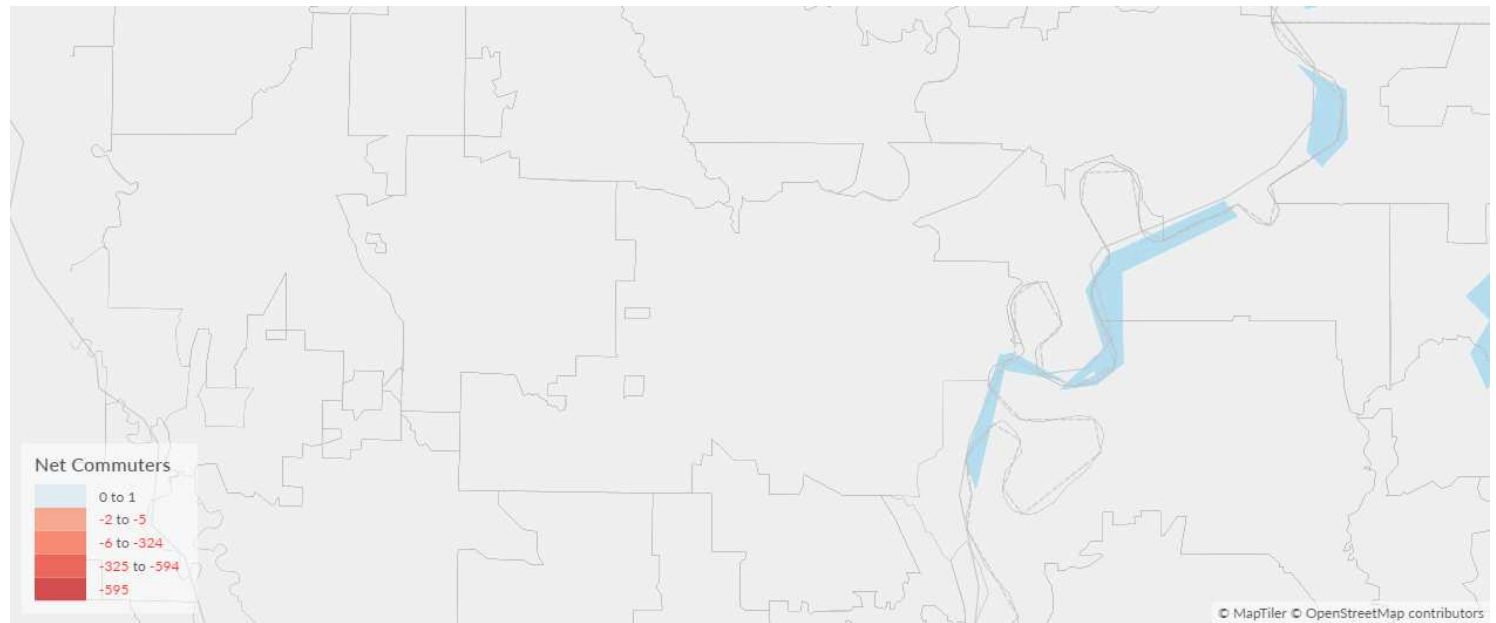 Net Commuters
0 to 1
-2 to -5
-6 to -324
-325 to -594
-595
© MapTiler © OpenStreetMap contributors